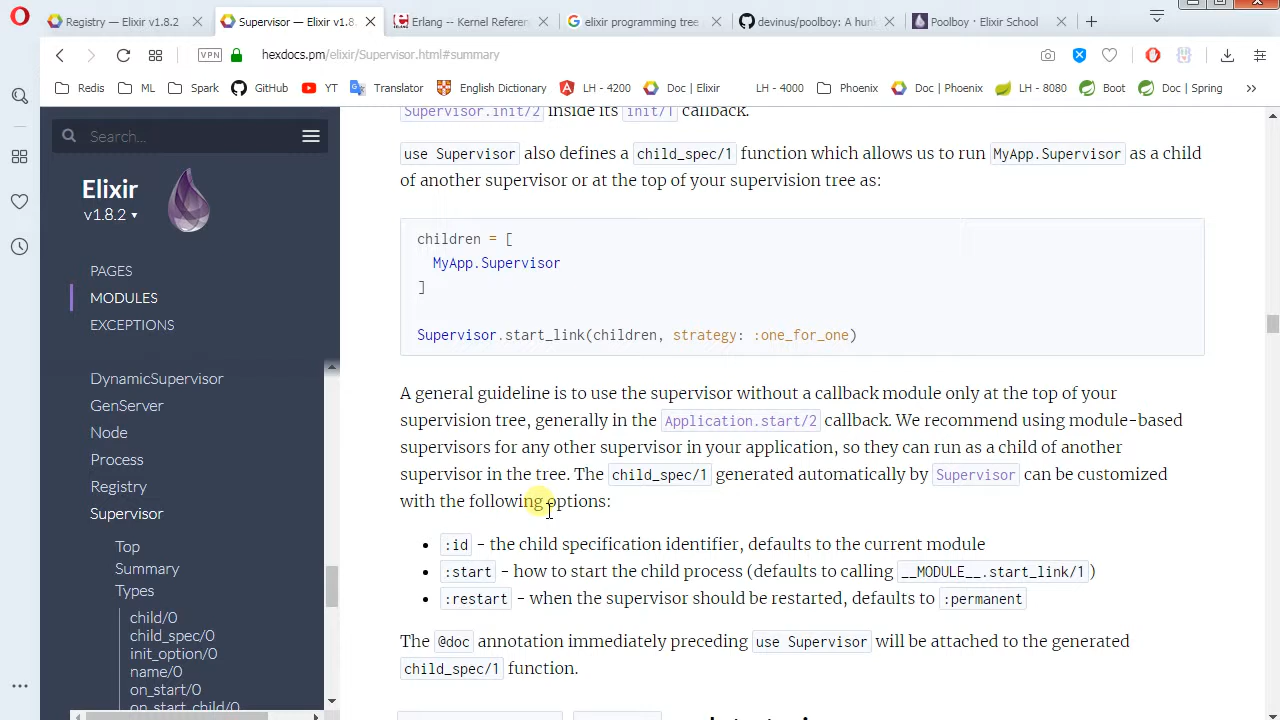 Registry — Elixir v1.8.2
Supervisor — Elixir v1.8.
Erlang -- Kernel Referen
elixir programming tree
devinus/poolboy: A hunk
Poolboy · Elixir School
VPN
hexdocs.pm/elixir/Supervisor.html#summary
Redis
ML
Spark
GitHub
YT
Translator
English Dictionary
LH - 4200
Doc | Elixir
LH - 4000
Phoenix
Doc | Phoenix
LH - 8080
Boot
Doc | Spring
Search...
Elixir
v1.8.2
PAGES
MODULES
EXCEPTIONS
DynamicSupervisor
GenServer
Node
Process
Registry
Supervisor
Top
Summary
Types
child/0
child_spec/0
init_option/0
name/0
on_start/0
on_start_child/0
Supervisor.init/2 inside its init/1 callback.
use Supervisor also defines a child_spec/1 function which allows us to run MyApp.Supervisor as a child
of another supervisor or at the top of your supervision tree as:
children = [
  MyApp.Supervisor
]
Supervisor.start_link(children, strategy: :one_for_one)
A general guideline is to use the supervisor without a callback module only at the top of your
supervision tree, generally in the Application.start/2 callback. We recommend using module-based
supervisors for any other supervisor in your application, so they can run as a child of another
supervisor in the tree. The child_spec/1 generated automatically by Supervisor can be customized
with the following options:
• :id - the child specification identifier, defaults to the current module
• :start - how to start the child process (defaults to calling __MODULE__.start_link/1)
• :restart - when the supervisor should be restarted, defaults to :permanent
The @doc annotation immediately preceding use Supervisor will be attached to the generated
child_spec/1 function.